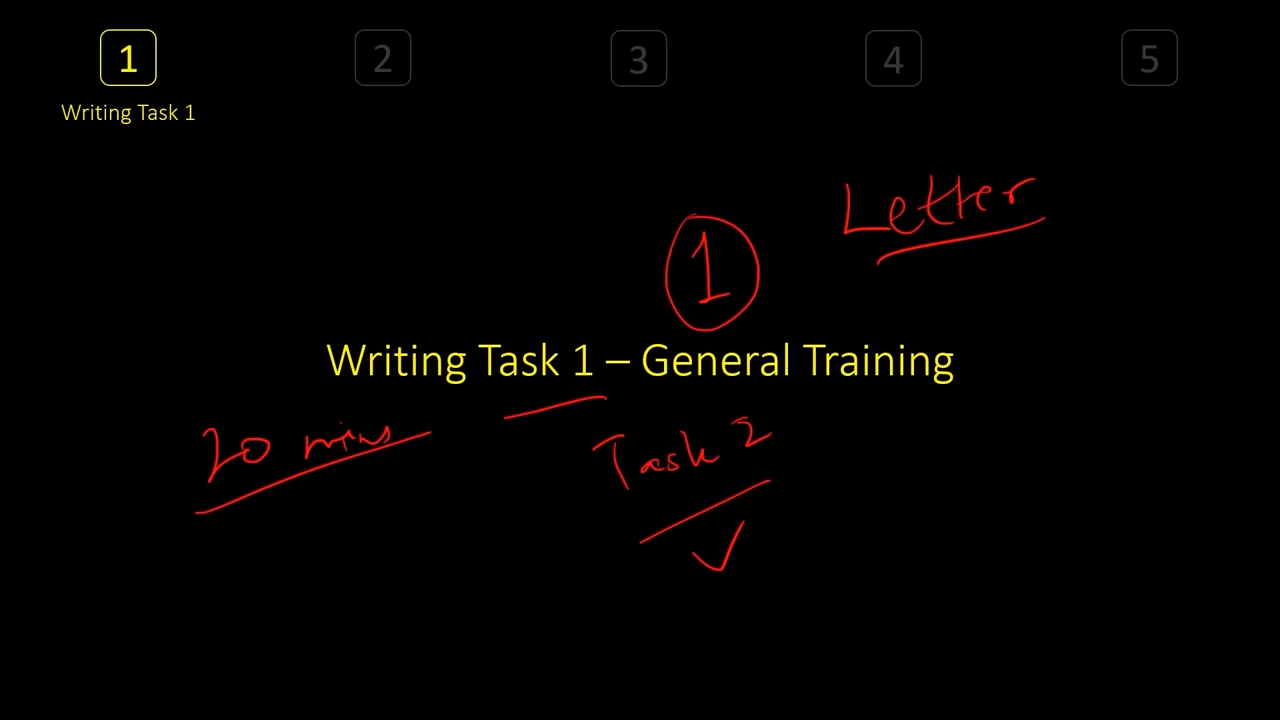 1 2 3 4 5
Writing Task 1
Letter
1
Writing Task 1 – General Training
20 mins
Task 2